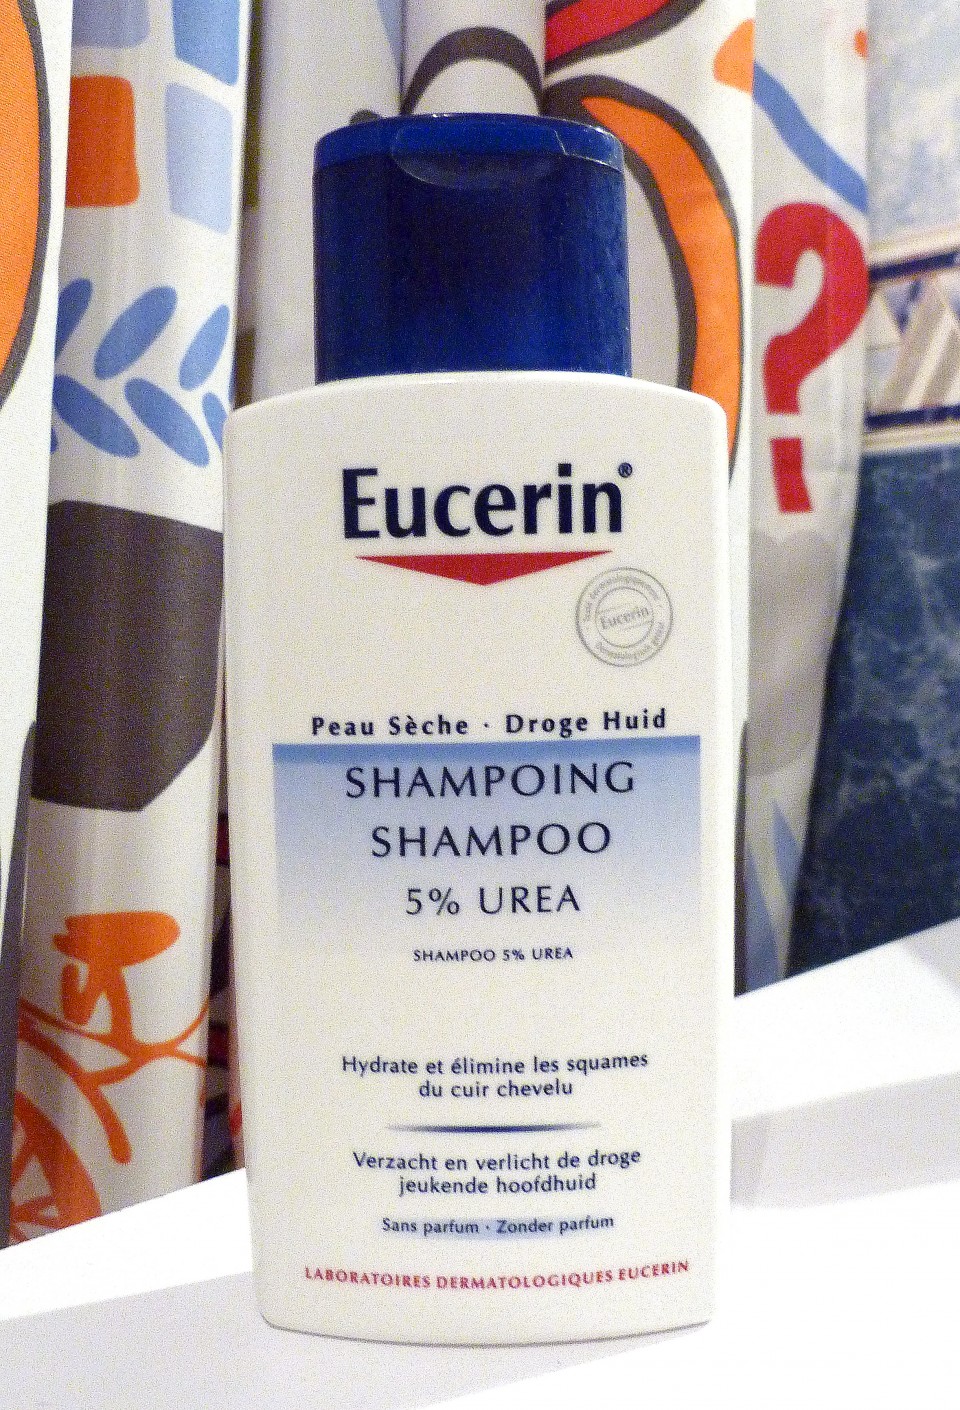 Eucerin®
Eucerin
Peau Sèche · Droge Huid
SHAMPOING
SHAMPOO
5% UREA
SHAMPOO 5% UREA
Hydrate et élimine les squames
du cuir chevelu
Verzacht en verlicht de droge
jeukende hoofdhuid
Sans parfum · Zonder parfum
LABORATOIRES DERMATOLOGIQUES EUCERIN
?